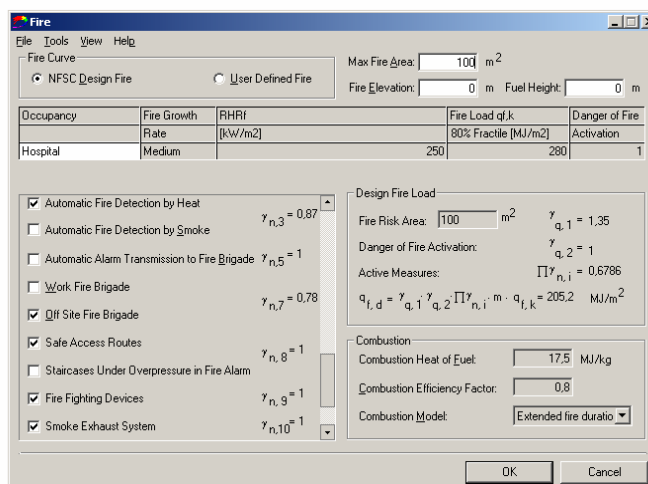 Fire
File Tools View Help
Fire Curve
NFSC Design Fire
User Defined Fire
Max Fire Area: 100 m²
Fire Elevation: 0 m Fuel Height: 0 m
Occupancy Fire Growth RHRf Fire Load qf,k Danger of Fire
Rate [kW/m2] 80% Fractile [MJ/m2] Activation
Hospital Medium 250 280 1
Automatic Fire Detection by Heat
γn,3 = 0,87
Automatic Fire Detection by Smoke
Automatic Alarm Transmission to Fire Brigade γn,5 = 1
Work Fire Brigade
γn,7 = 0,78
Off Site Fire Brigade
Safe Access Routes
γn,8 = 1
Staircases Under Overpressure in Fire Alarm
Fire Fighting Devices γn,9 = 1
Smoke Exhaust System γn,10 = 1
Design Fire Load
Fire Risk Area: 100 m² γq,1 = 1,35
Danger of Fire Activation: γq,2 = 1
Active Measures: ∏γn,i = 0,6786
qf,d = γq,1 · γq,2 · ∏γn,i · m · qf,k = 205,2 MJ/m²
Combustion
Combustion Heat of Fuel: 17,5 MJ/kg
Combustion Efficiency Factor: 0,8
Combustion Model: Extended fire duratio
OK Cancel